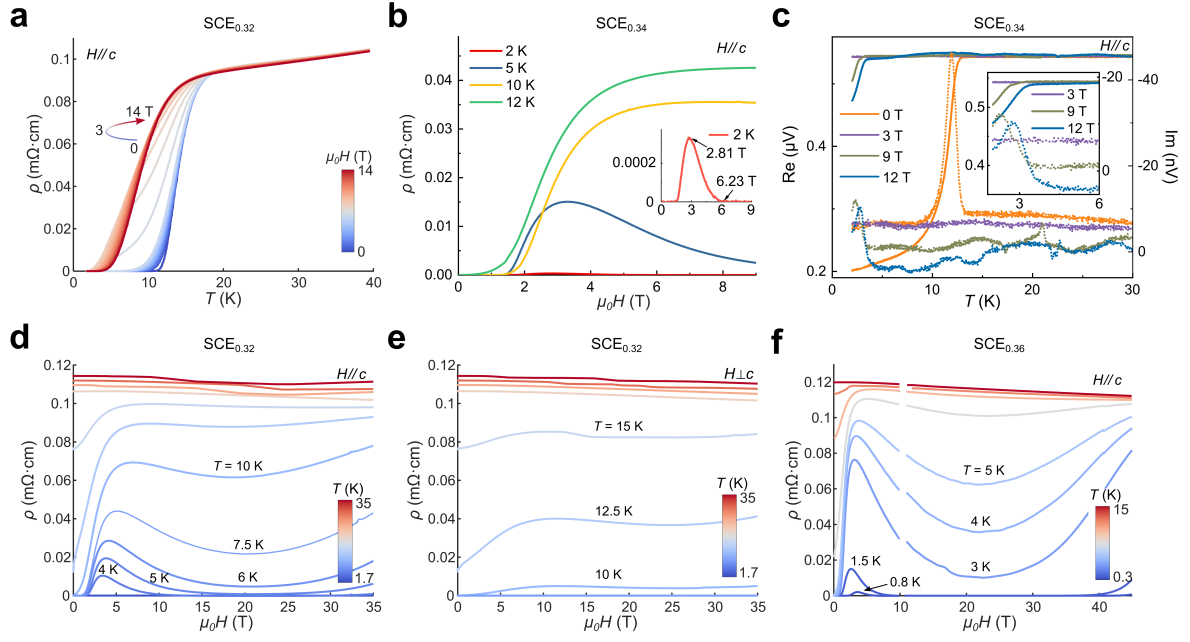 a
SCE0.32
H//c
14 T
3
0
μ0H (T)
14
0
ρ (mΩ·cm)
0.1
0.08
0.06
0.04
0.02
0
0
10
20
30
40
T (K)
b
SCE0.34
H//c
2 K
5 K
10 K
12 K
ρ (mΩ·cm)
0.04
0.03
0.02
0.01
0.00
2
4
6
8
μ0H (T)
2 K
2.81 T
6.23 T
0.0002
0
0
3
6
9
c
SCE0.34
H//c
0 T
3 T
9 T
12 T
Re (μV)
0.4
0.2
Im (nV)
-40
-20
0
0
10
20
30
T (K)
3 T
9 T
12 T
0.5
0.4
-20
0
3
6
d
SCE0.32
H//c
T = 10 K
7.5 K
6 K
5 K
4 K
T (K)
35
1.7
ρ (mΩ·cm)
0.12
0.1
0.08
0.06
0.04
0.02
0
0
5
10
15
20
25
30
35
μ0H (T)
e
SCE0.32
H⊥c
T = 15 K
12.5 K
10 K
T (K)
35
1.7
ρ (mΩ·cm)
0.12
0.1
0.08
0.06
0.04
0.02
0
0
5
10
15
20
25
30
35
μ0H (T)
f
SCE0.36
H//c
T = 5 K
4 K
3 K
1.5 K
0.8 K
T (K)
15
0.3
ρ (mΩ·cm)
0.12
0.1
0.08
0.06
0.04
0.02
0
0
10
20
30
40
μ0H (T)